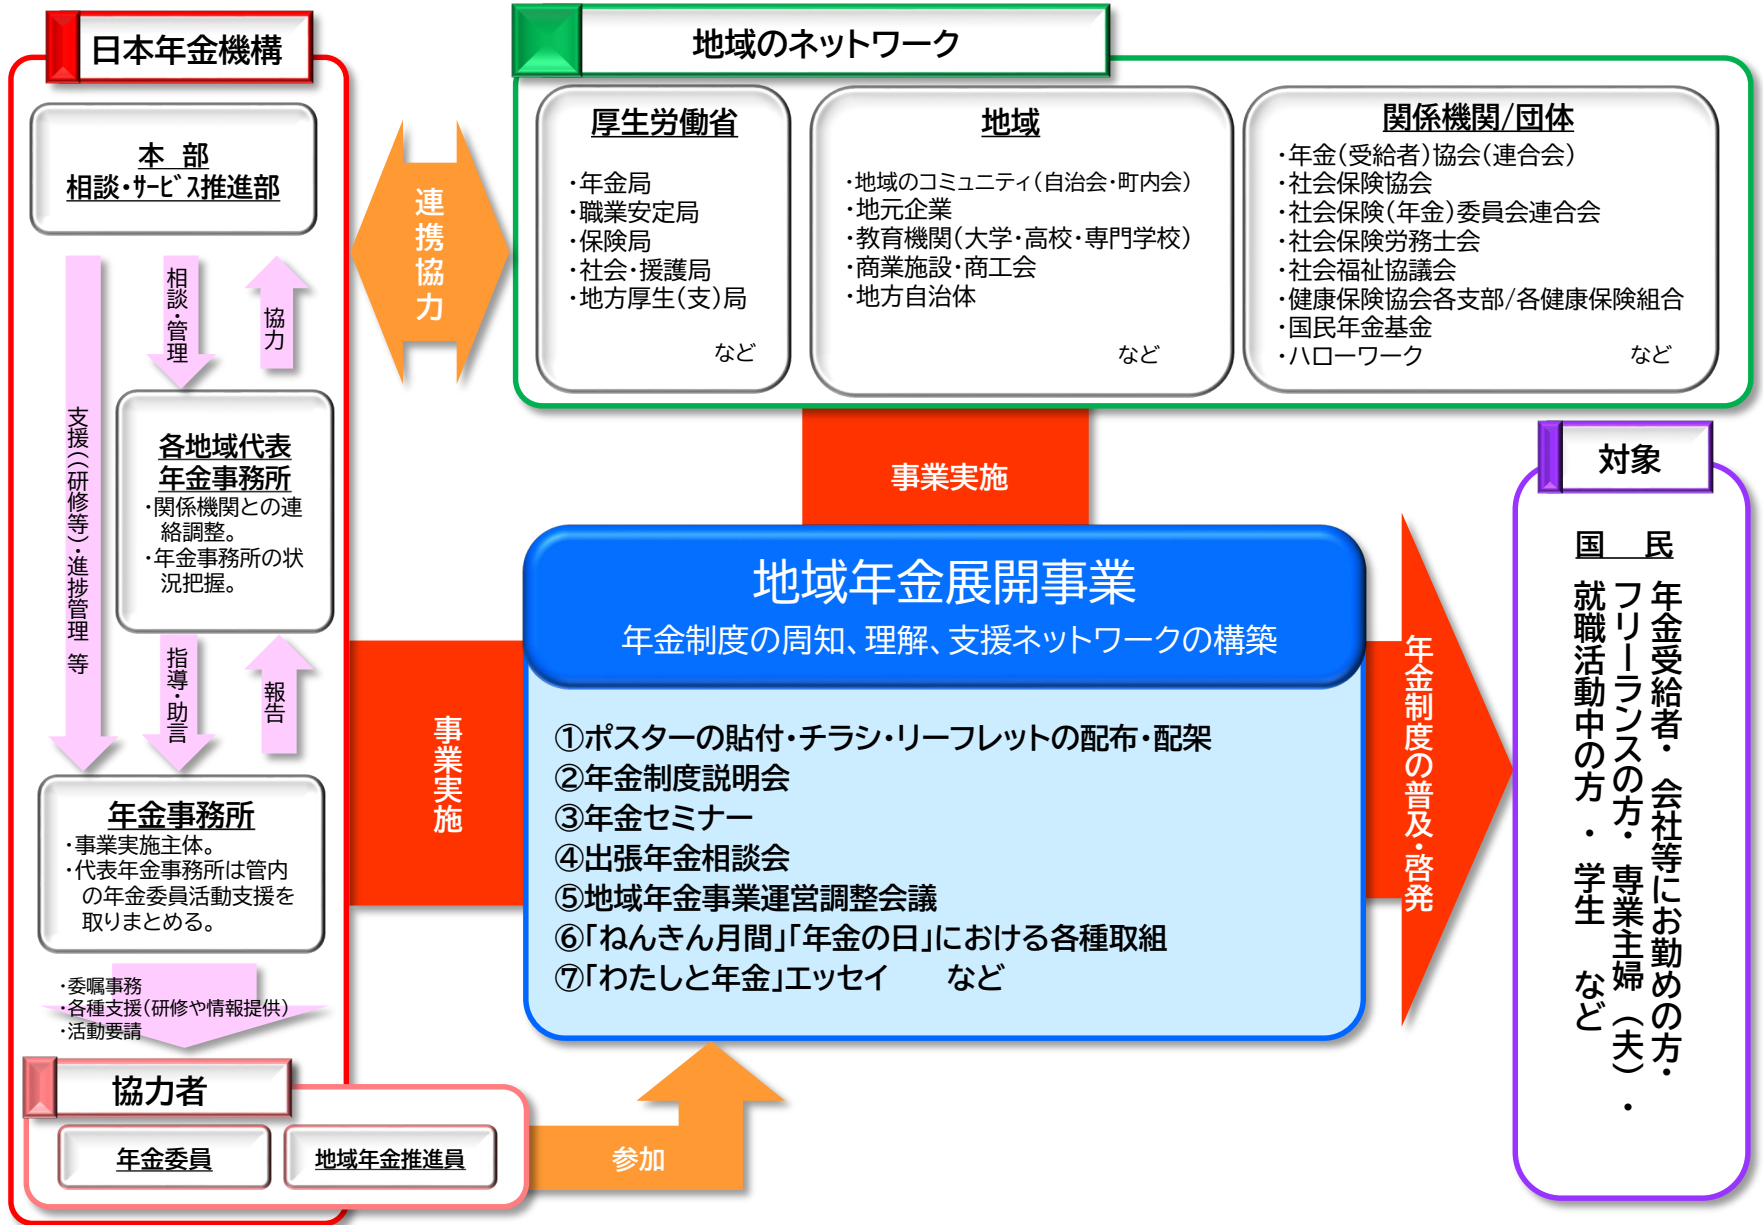 日本年金機構
本 部
相談・サービス推進部
相談・管理
協力
支援((研修等)・進捗管理 等
各地域代表
年金事務所
・関係機関との連
絡調整。
・年金事務所の状
況把握。
指導・助言
報告
年金事務所
・事業実施主体。
・代表年金事務所は管内
の年金委員活動支援を
取りまとめる。
・委嘱事務
・各種支援(研修や情報提供)
・活動要請
協力者
年金委員
地域年金推進員
連携協力
地域のネットワーク
厚生労働省
・年金局
・職業安定局
・保険局
・社会・援護局
・地方厚生(支)局
など
地域
・地域のコミュニティ(自治会・町内会)
・地元企業
・教育機関(大学・高校・専門学校)
・商業施設・商工会
・地方自治体
など
関係機関/団体
・年金(受給者)協会(連合会)
・社会保険協会
・社会保険(年金)委員会連合会
・社会保険労務士会
・社会福祉協議会
・健康保険協会各支部/各健康保険組合
・国民年金基金
・ハローワーク など
事業実施
事業実施
地域年金展開事業
年金制度の周知、理解、支援ネットワークの構築
①ポスターの貼付・チラシ・リーフレットの配布・配架
②年金制度説明会
③年金セミナー
④出張年金相談会
⑤地域年金事業運営調整会議
⑥「ねんきん月間」「年金の日」における各種取組
⑦「わたしと年金」エッセイ など
参加
年金制度の普及・啓発
対象
国 民
年金受給者・ 会社等にお勤めの方・
フリーランスの方・ 専業主婦（夫）・
就職活動中の方 ・ 学生 など